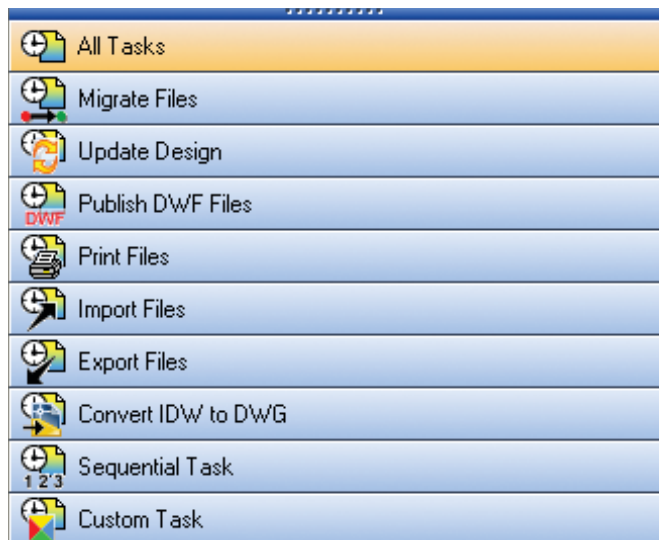 All Tasks
Migrate Files
Update Design
DWF
Publish DWF Files
Print Files
Import Files
Export Files
Convert IDW to DWG
1 2'3
Sequential Task
Custom Task